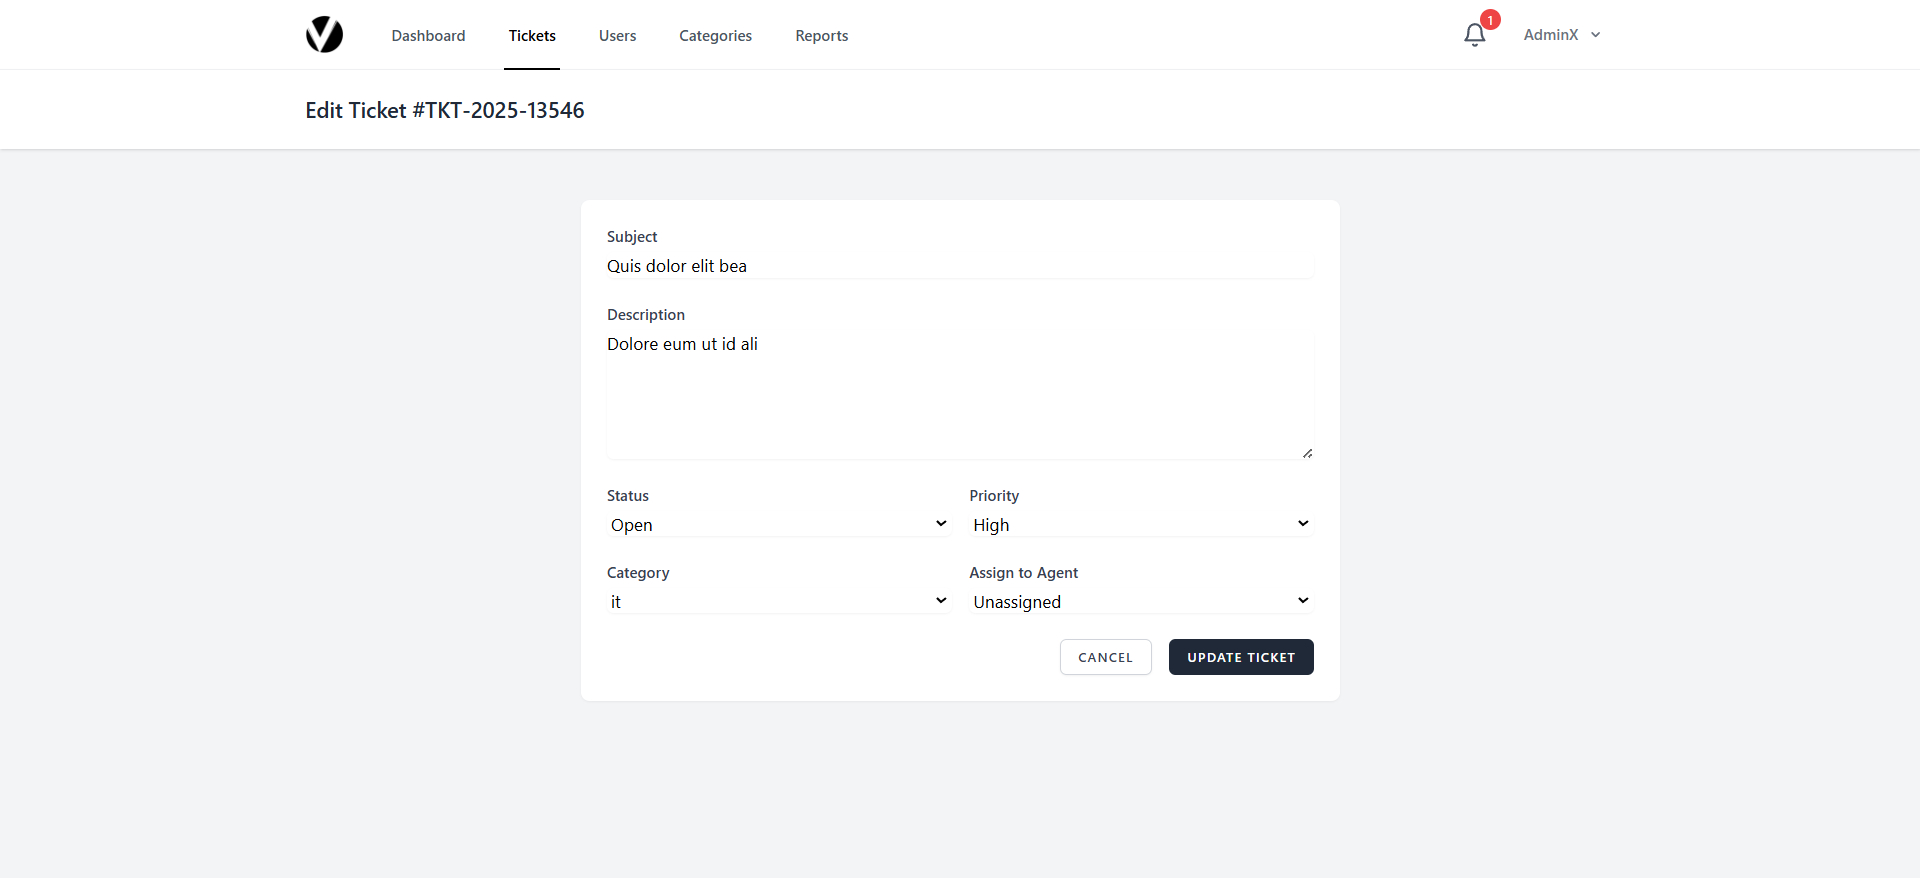 Dashboard Tickets Users Categories Reports 1 AdminX
Edit Ticket #TKT-2025-13546
Subject
Quis dolor elit bea
Description
Dolore eum ut id ali
Status Priority
Open High
Category Assign to Agent
it Unassigned
CANCEL UPDATE TICKET